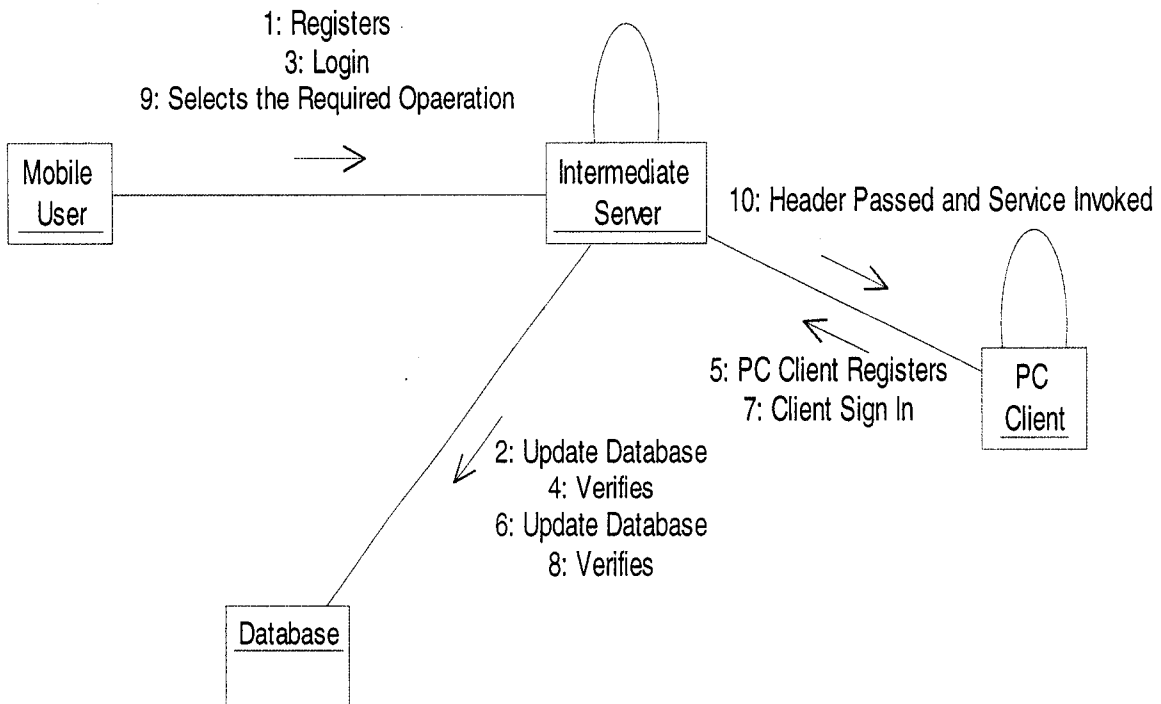 1: Registers
3: Login
9: Selects the Required Opaeration
Mobile
User
Intermediate
Server
10: Header Passed and Service Invoked
5: PC Client Registers
7: Client Sign In
PC
Client
2: Update Database
4: Verifies
6: Update Database
8: Verifies
Database